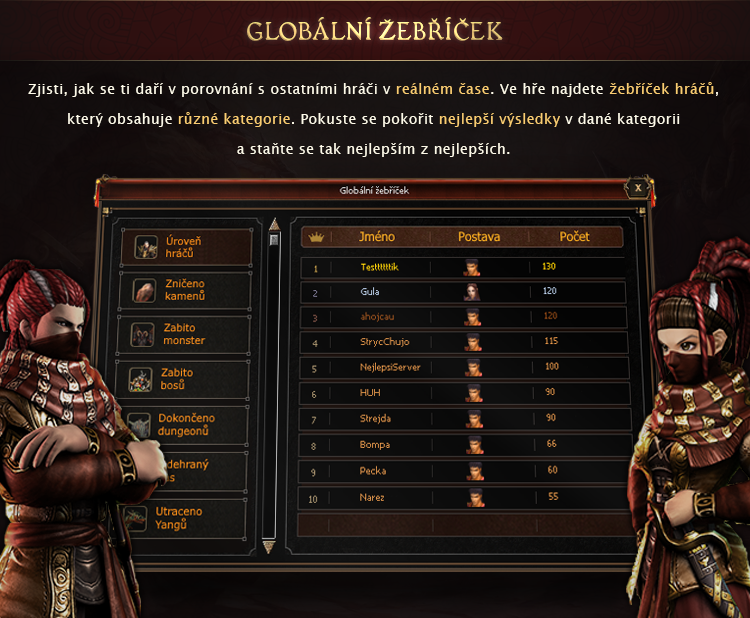 GLOBÁLNÍ ŽEBŘÍČEK
Zjisti, jak se ti daří v porovnání s ostatními hráči v reálném čase. Ve hře najdete žebříček hráčů,
který obsahuje různé kategorie. Pokuste se pokořit nejlepší výsledky v dané kategorii
a staňte se tak nejlepším z nejlepších.
Globální žebříček
X
Úroveň
hráčů
Zničeno
kamenů
Zabito
monster
Zabito
bosů
Dokončeno
dungeonů
dehraný
as
Utraceno
Yangů
Jméno Postava Počet
1 Testtttttik 130
2 Gula 120
3 ahojcau 120
4 StrycChujo 115
5 NejlepsiServer 100
6 HUH 90
7 Strejda 90
8 Bompa 66
9 Pecka 60
10 Narez 55